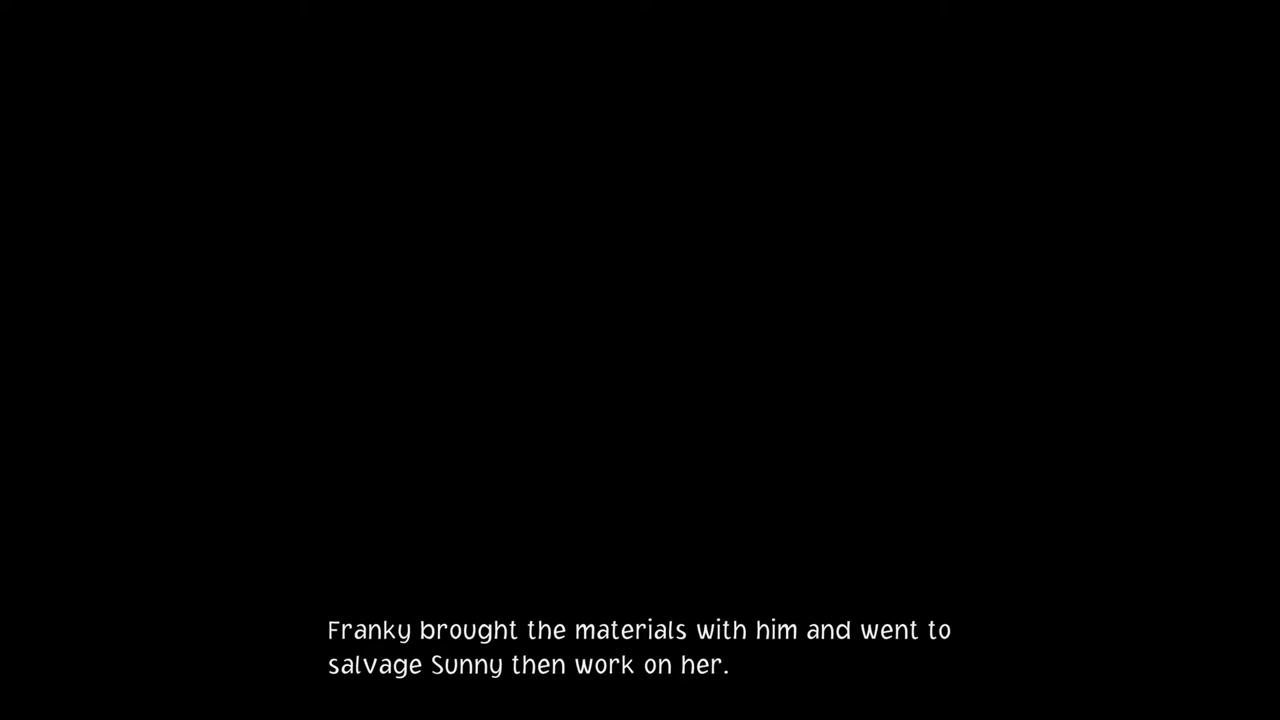 Franky brought the materials with him and went to
salvage Sunny then work on her.